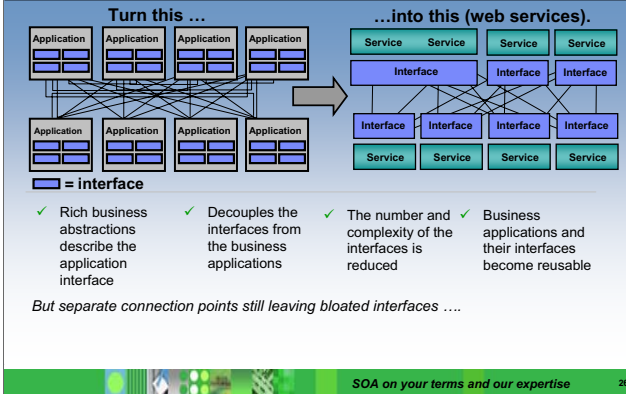 Turn this …
…into this (web services).
Application Application Application Application
Service Service Service Service
Interface Interface Interface
Application Application Application Application
Interface Interface Interface Interface
Service Service Service Service
= interface
✓ Rich business
abstractions
describe the
application
interface
✓ Decouples the
interfaces from
the business
applications
✓ The number and
complexity of the
interfaces is
reduced
✓ Business
applications and
their interfaces
become reusable
But separate connection points still leaving bloated interfaces ….
SOA on your terms and our expertise